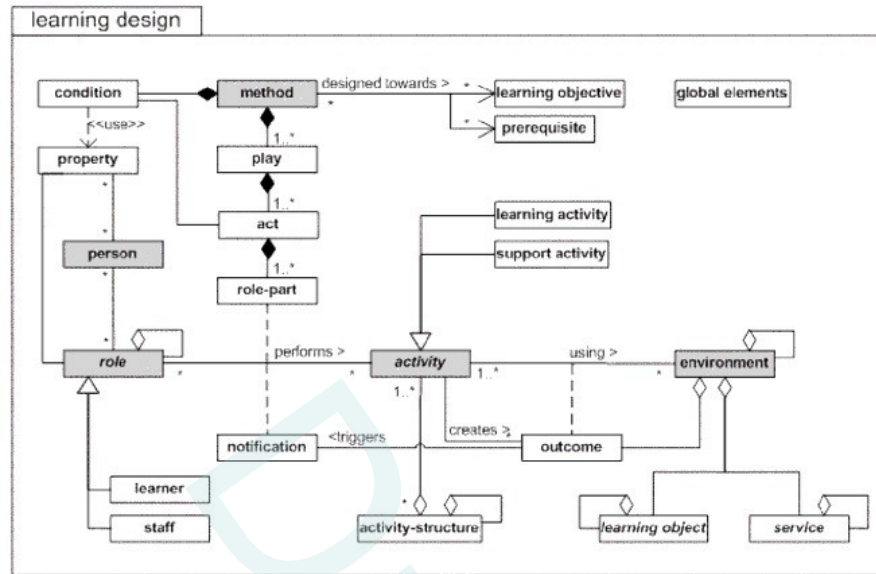 learning design
condition
method
designed towards >
*
*
learning objective
global elements
<<use>>
*
prerequisite
1..*
property
play
*
1..*
learning activity
act
person
support activity
*
1..*
role-part
*
performs >
using >
role
activity
environment
*
*
1..*
*
1..*
creates >
*
notification
<triggers
outcome
learner
*
staff
activity-structure
learning object
service